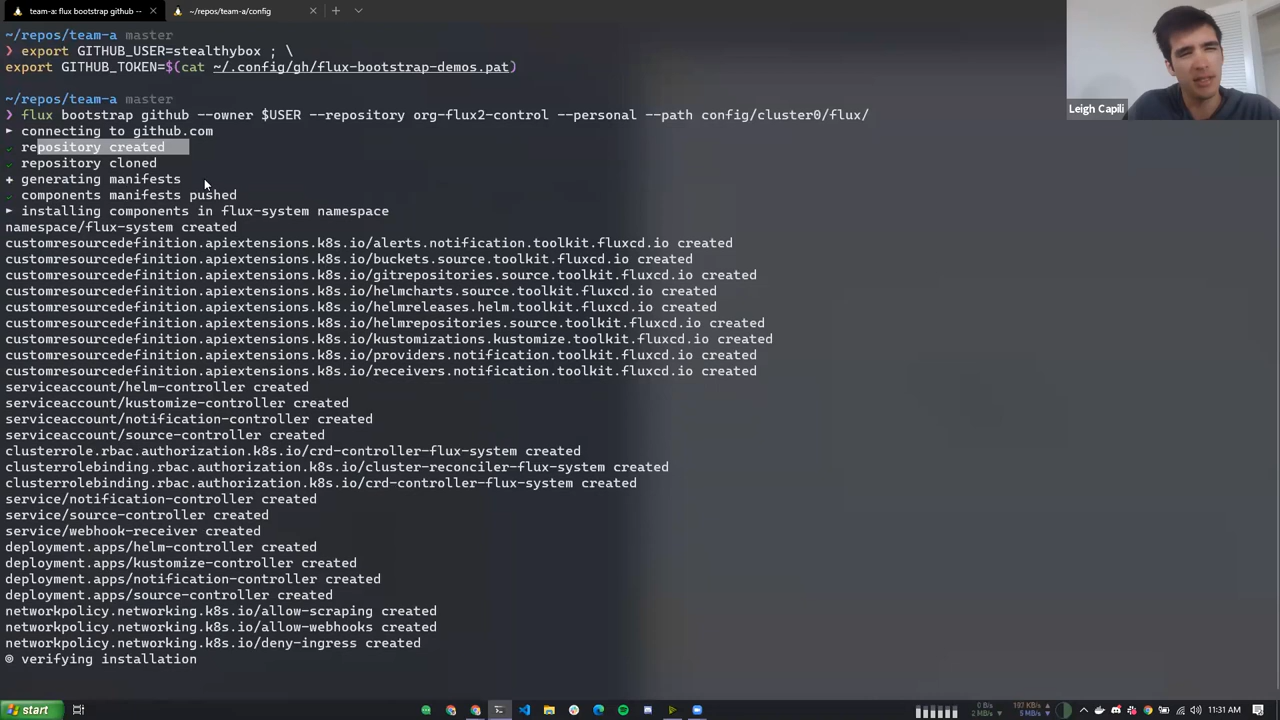 team-a: flux bootstrap github --
~/repos/team-a/config
~/repos/team-a master
❯ export GITHUB_USER=stealthybox ; \
export GITHUB_TOKEN=$(cat ~/.config/gh/flux-bootstrap-demos.pat)
Leigh Capili
~/repos/team-a master
❯ flux bootstrap github --owner $USER --repository org-flux2-control --personal --path config/cluster0/flux/
► connecting to github.com
✓ repository created
✓ repository cloned
✚ generating manifests
✓ components manifests pushed
► installing components in flux-system namespace
namespace/flux-system created
customresourcedefinition.apiextensions.k8s.io/alerts.notification.toolkit.fluxcd.io created
customresourcedefinition.apiextensions.k8s.io/buckets.source.toolkit.fluxcd.io created
customresourcedefinition.apiextensions.k8s.io/gitrepositories.source.toolkit.fluxcd.io created
customresourcedefinition.apiextensions.k8s.io/helmcharts.source.toolkit.fluxcd.io created
customresourcedefinition.apiextensions.k8s.io/helmreleases.helm.toolkit.fluxcd.io created
customresourcedefinition.apiextensions.k8s.io/helmrepositories.source.toolkit.fluxcd.io created
customresourcedefinition.apiextensions.k8s.io/kustomizations.kustomize.toolkit.fluxcd.io created
customresourcedefinition.apiextensions.k8s.io/providers.notification.toolkit.fluxcd.io created
customresourcedefinition.apiextensions.k8s.io/receivers.notification.toolkit.fluxcd.io created
serviceaccount/helm-controller created
serviceaccount/kustomize-controller created
serviceaccount/notification-controller created
serviceaccount/source-controller created
clusterrole.rbac.authorization.k8s.io/crd-controller-flux-system created
clusterrolebinding.rbac.authorization.k8s.io/cluster-reconciler-flux-system created
clusterrolebinding.rbac.authorization.k8s.io/crd-controller-flux-system created
service/notification-controller created
service/source-controller created
service/webhook-receiver created
deployment.apps/helm-controller created
deployment.apps/kustomize-controller created
deployment.apps/notification-controller created
deployment.apps/source-controller created
networkpolicy.networking.k8s.io/allow-scraping created
networkpolicy.networking.k8s.io/allow-webhooks created
networkpolicy.networking.k8s.io/deny-ingress created
◎ verifying installation
start
0 B/s
2 MB/s
193 KB/s
5 MB/s
11:31 AM